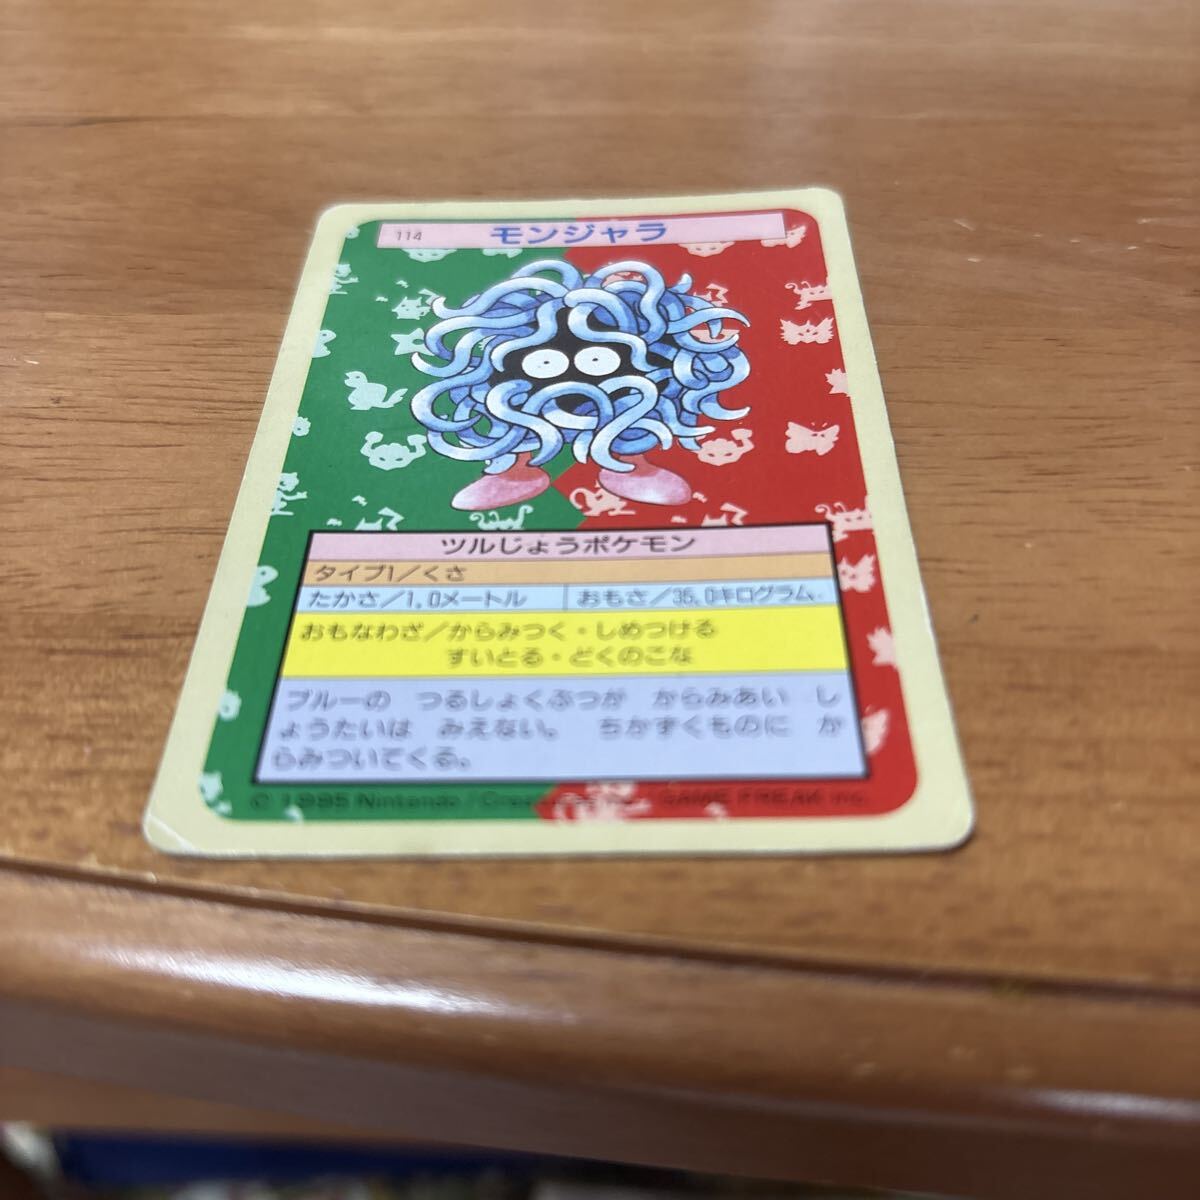 114 モンジャラ
ツルじょうポケモン
タイプ1/くさ
たかさ/1.0メートル おもさ/35.0キログラム
おもなわざ/からみつく・しめつける
すいとる・どくのこな
ブルーの つるしょくぶつが からみあい し
ょうたいは みえない。 ちかずくものに か
らみついてくる。
© 1995 Nintendo / Creatures inc. / GAME FREAK inc.